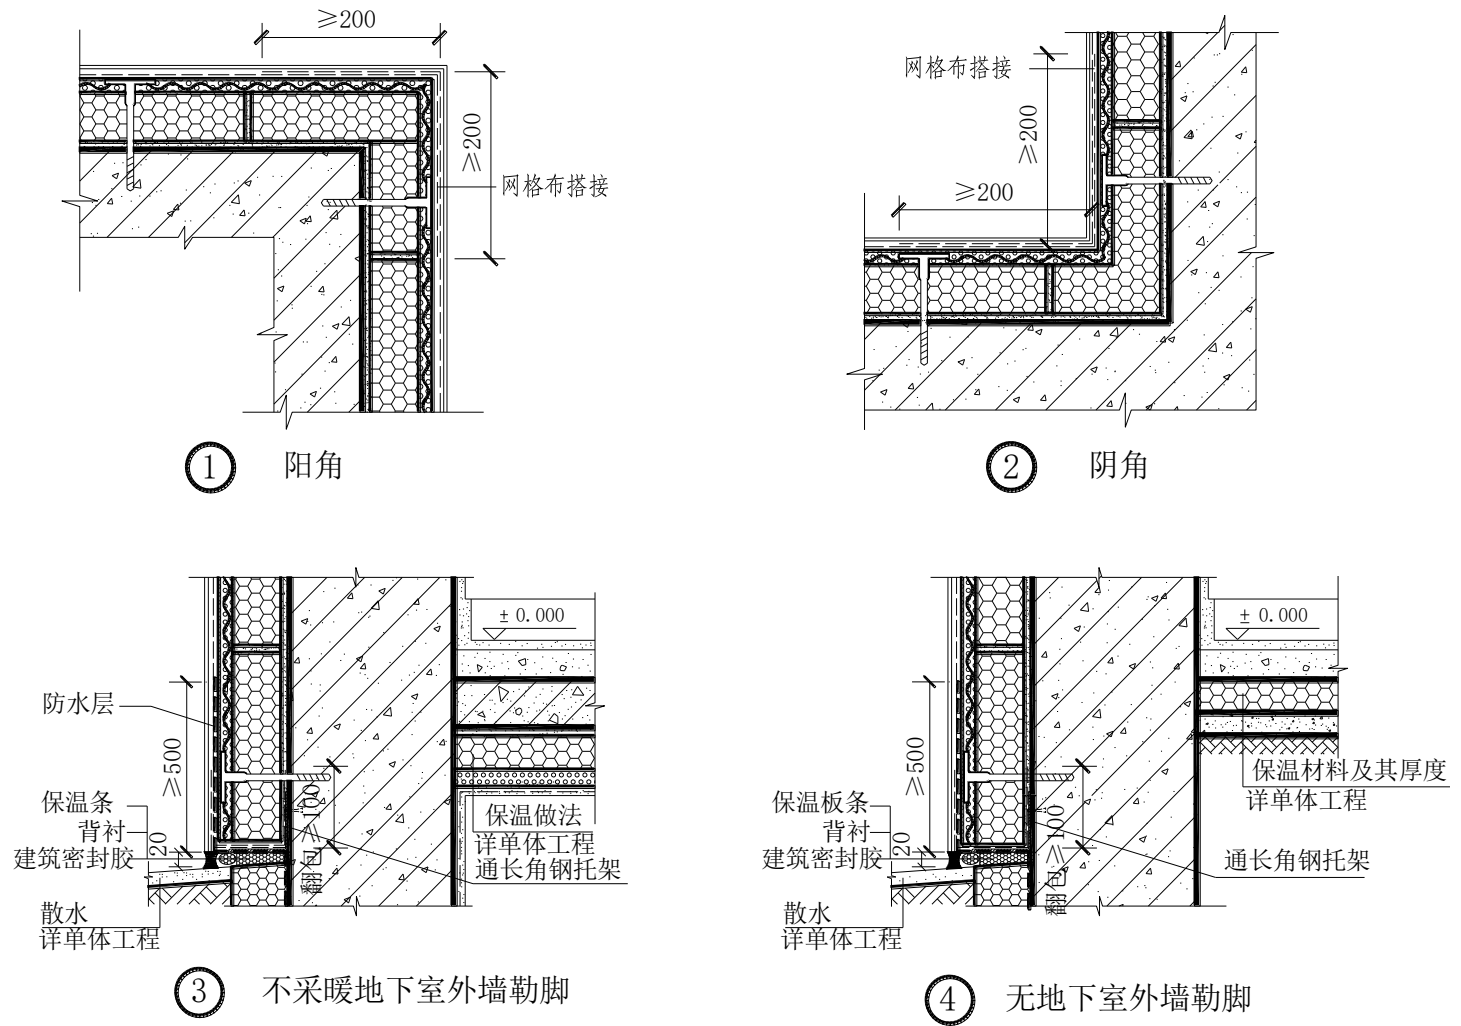 ≥200
≥200
网格布搭接
1 阳角
网格布搭接
≥200
≥200
2 阴角
± 0.000
防水层
≥500
保温条
背衬
建筑密封胶
20
翻包≥100
保温做法
详单体工程
通长角钢托架
散水
详单体工程
3 不采暖地下室外墙勒脚
± 0.000
≥500
保温材料及其厚度
详单体工程
保温板条
背衬
建筑密封胶
20
翻包≥100
通长角钢托架
散水
详单体工程
4 无地下室外墙勒脚